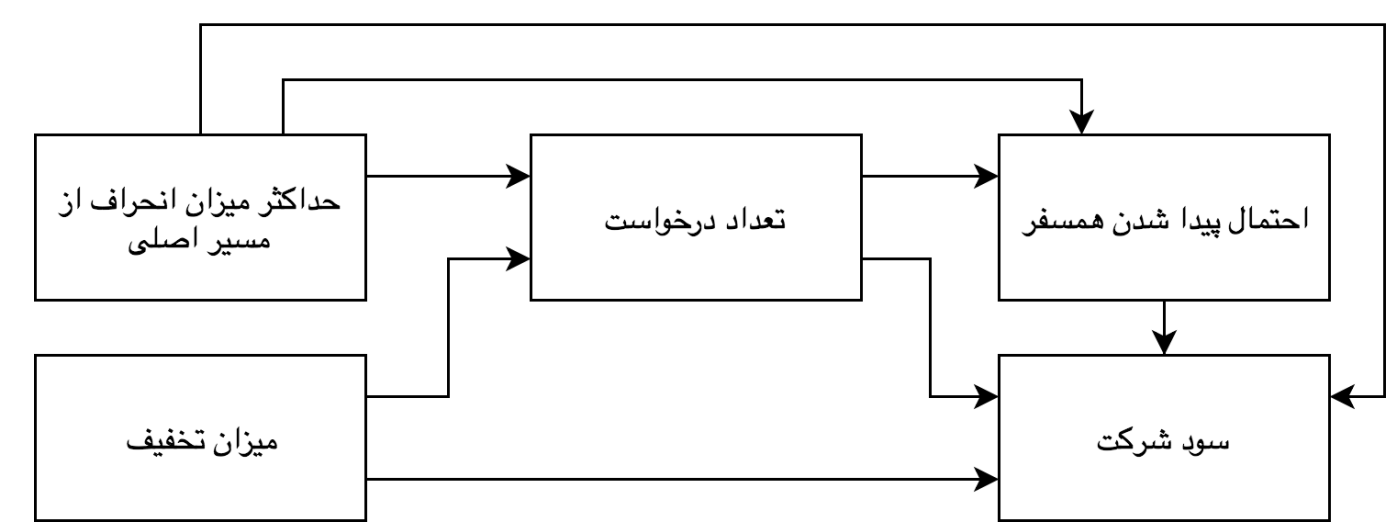 حداکثر میزان انحراف از
مسیر اصلی
تعداد درخواست
احتمال پیدا شدن همسفر
میزان تخفیف
سود شرکت